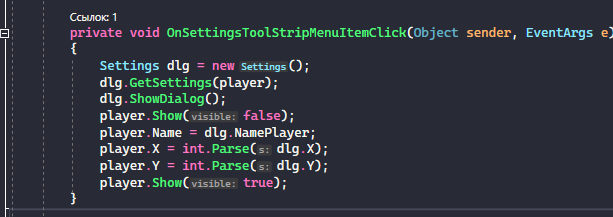 Ссылок: 1
private void OnSettingsToolStripMenuItemClick(Object sender, EventArgs e)
{
Settings dlg = new Settings();
dlg.GetSettings(player);
dlg.ShowDialog();
player.Show(visible: false);
player.Name = dlg.NamePlayer;
player.X = int.Parse(s: dlg.X);
player.Y = int.Parse(s: dlg.Y);
player.Show(visible: true);
}